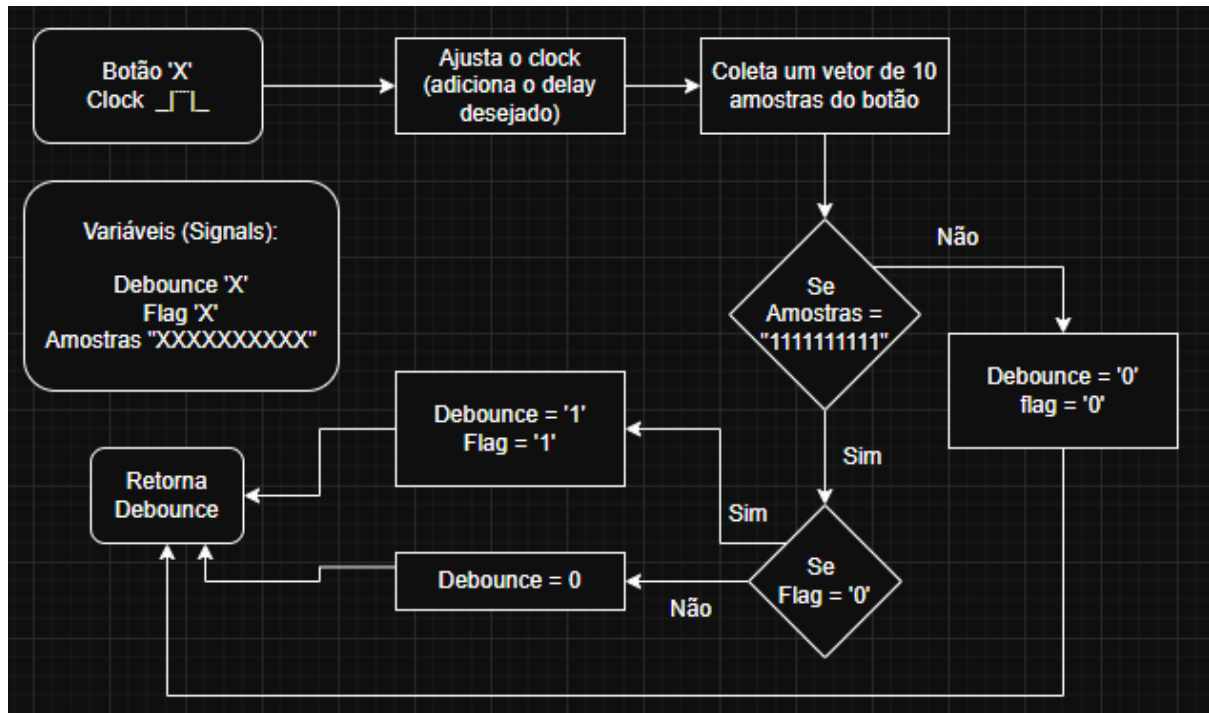 Botão 'X'
Clock _|‾|_
Ajusta o clock
(adiciona o delay
desejado)
Coleta um vetor de 10
amostras do botão
Variáveis (Signals):
Debounce 'X'
Flag 'X'
Amostras "XXXXXXXXXX"
Se
Amostras =
"1111111111"
Não
Debounce = '0'
flag = '0'
Sim
Se
Flag = '0'
Sim
Debounce = '1'
Flag = '1'
Não
Debounce = 0
Retorna
Debounce